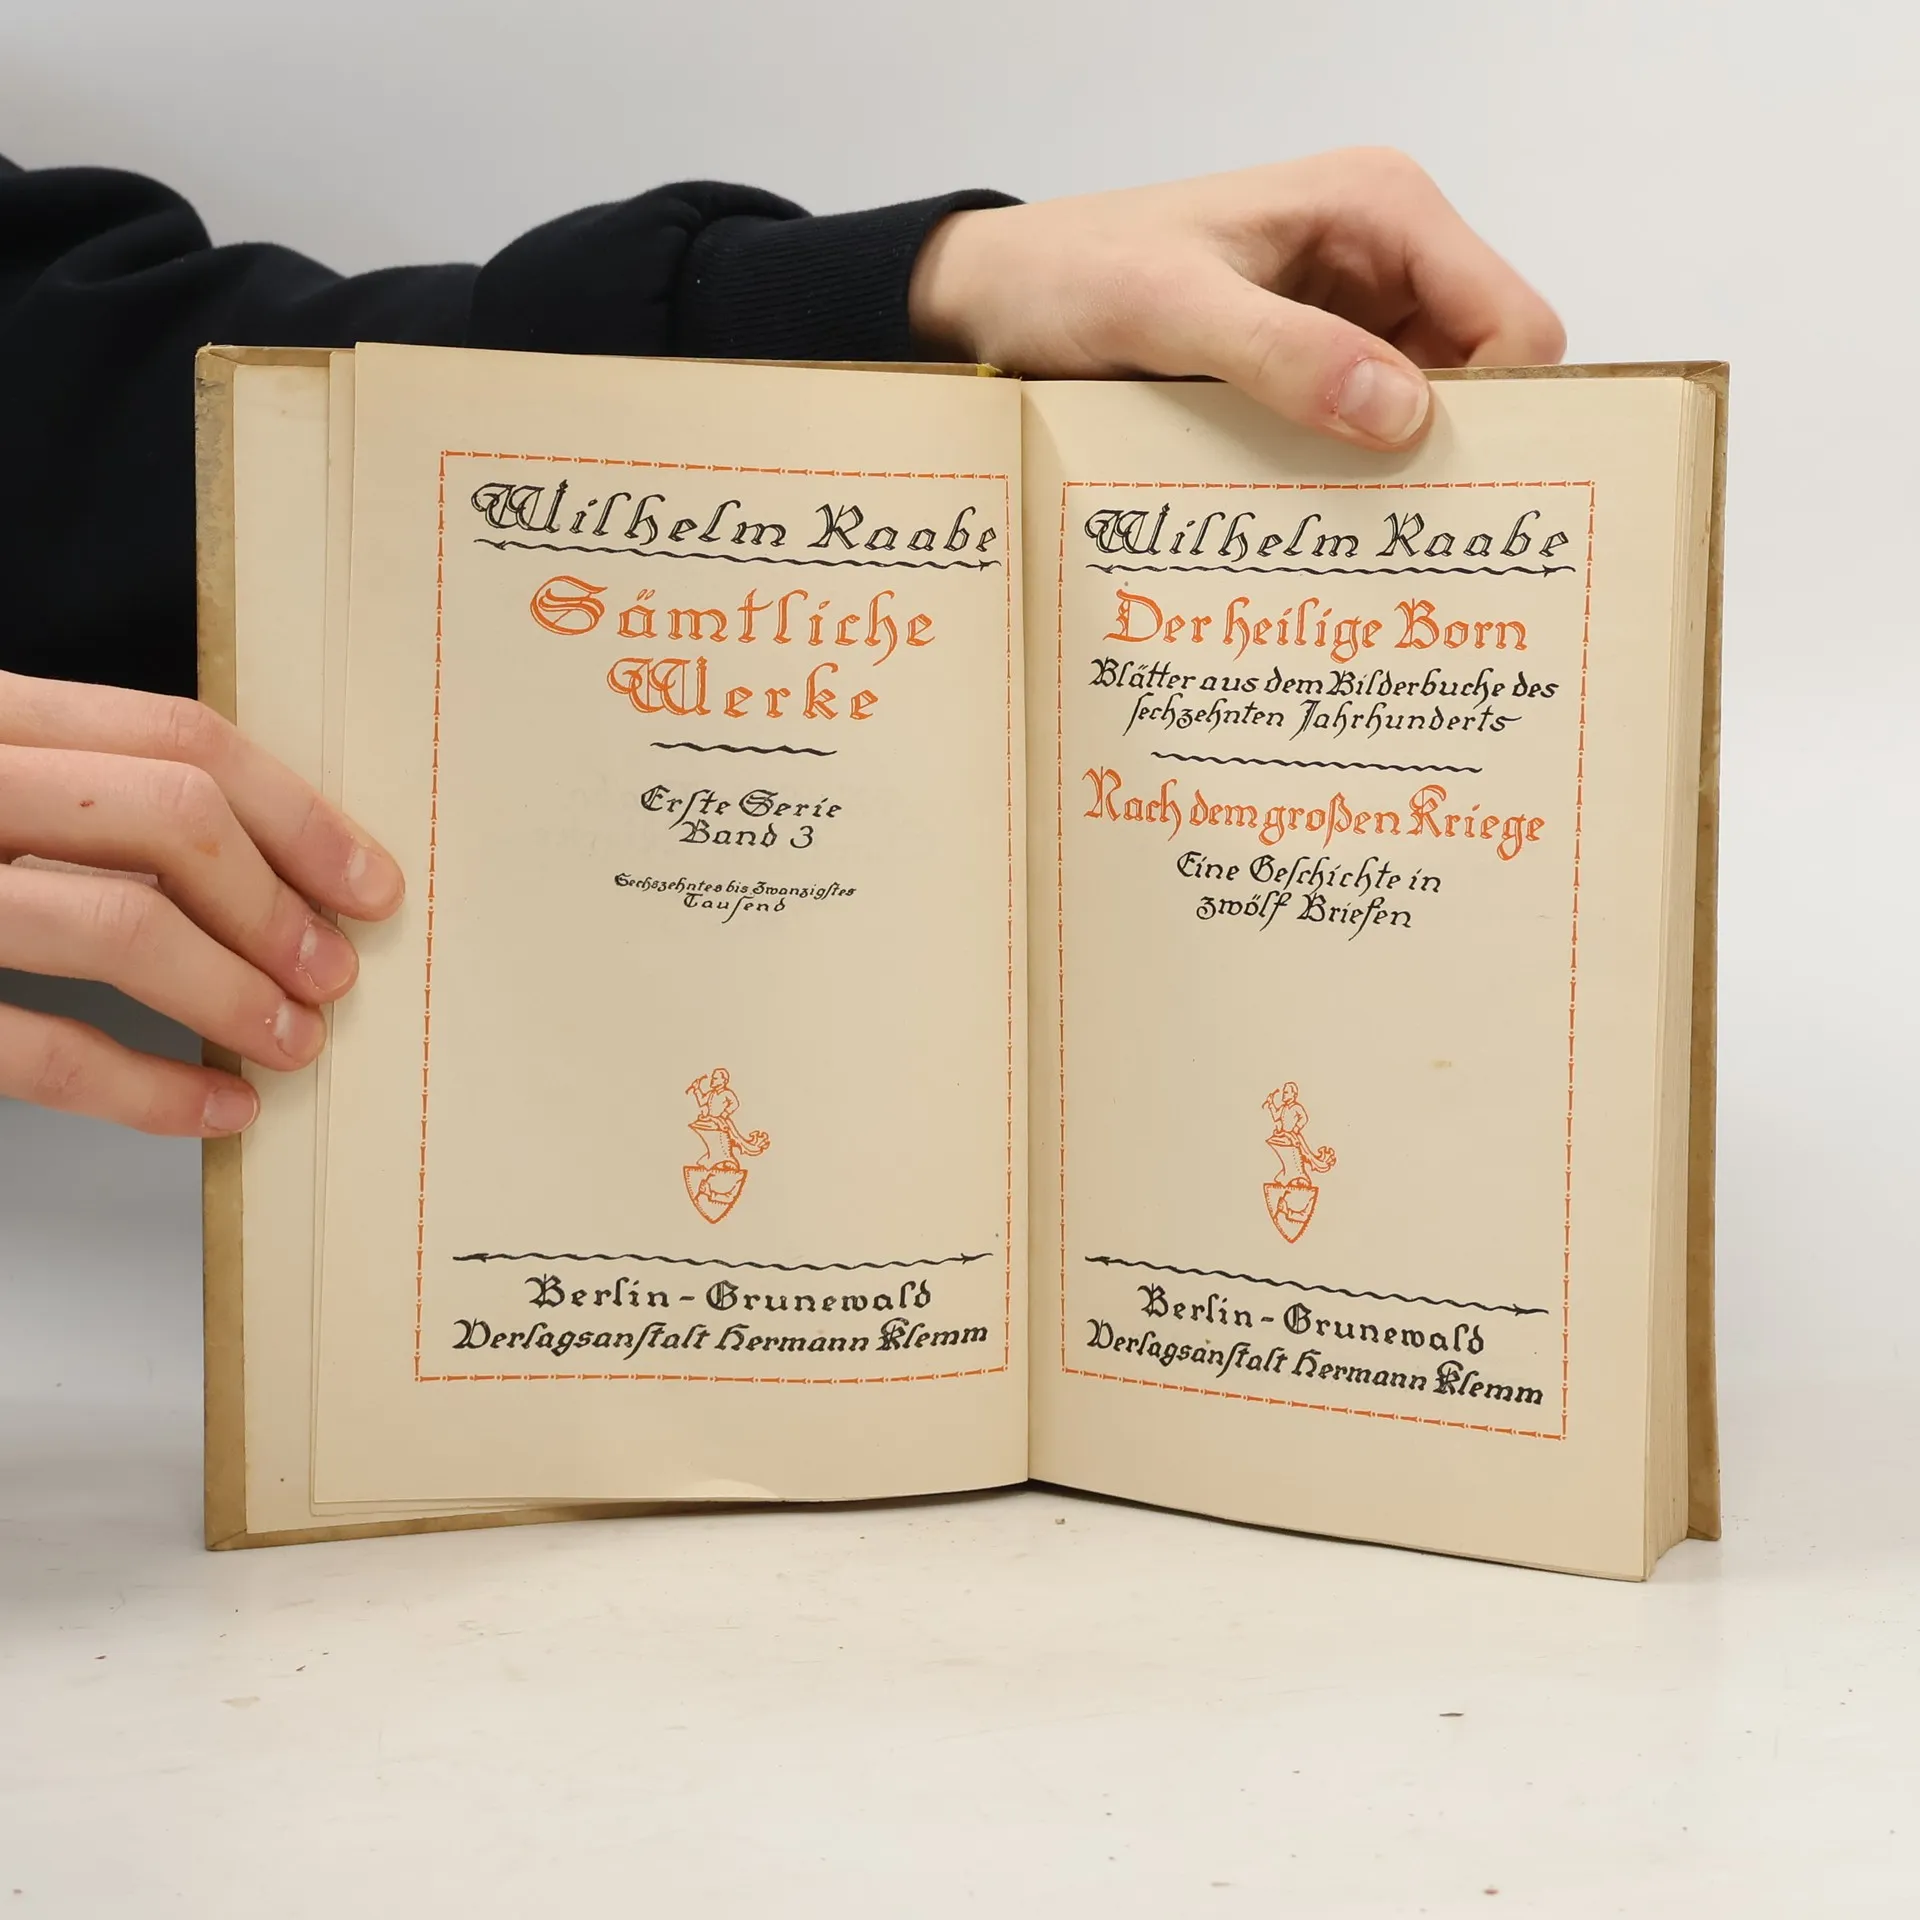 Wilhelm Raabe
Sämtliche
Werke
Erste Serie
Band 3
Sechszehntes bis Zwanzigstes
Tausend
Berlin-Grunewald
Verlagsanstalt Hermann Klemm
Wilhelm Raabe
Der heilige Born
Blätter aus dem Bilderbuche des
sechzehnten Jahrhunderts
Nach dem großen Kriege
Eine Geschichte in
zwölf Briefen
Berlin-Grunewald
Verlagsanstalt Hermann Klemm